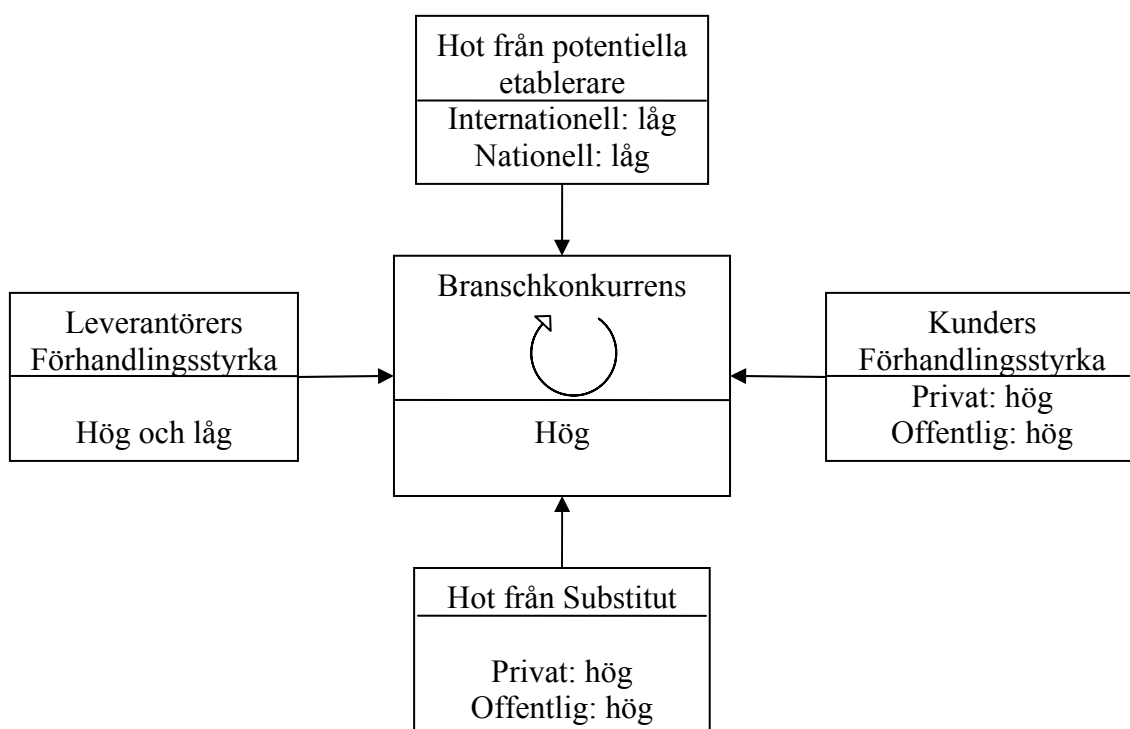 Hot från potentiella
etablerare
Internationell: låg
Nationell: låg
Branschkonkurrens
Hög
Leverantörers
Förhandlingsstyrka
Hög och låg
Kunders
Förhandlingsstyrka
Privat: hög
Offentlig: hög
Hot från Substitut
Privat: hög
Offentlig: hög